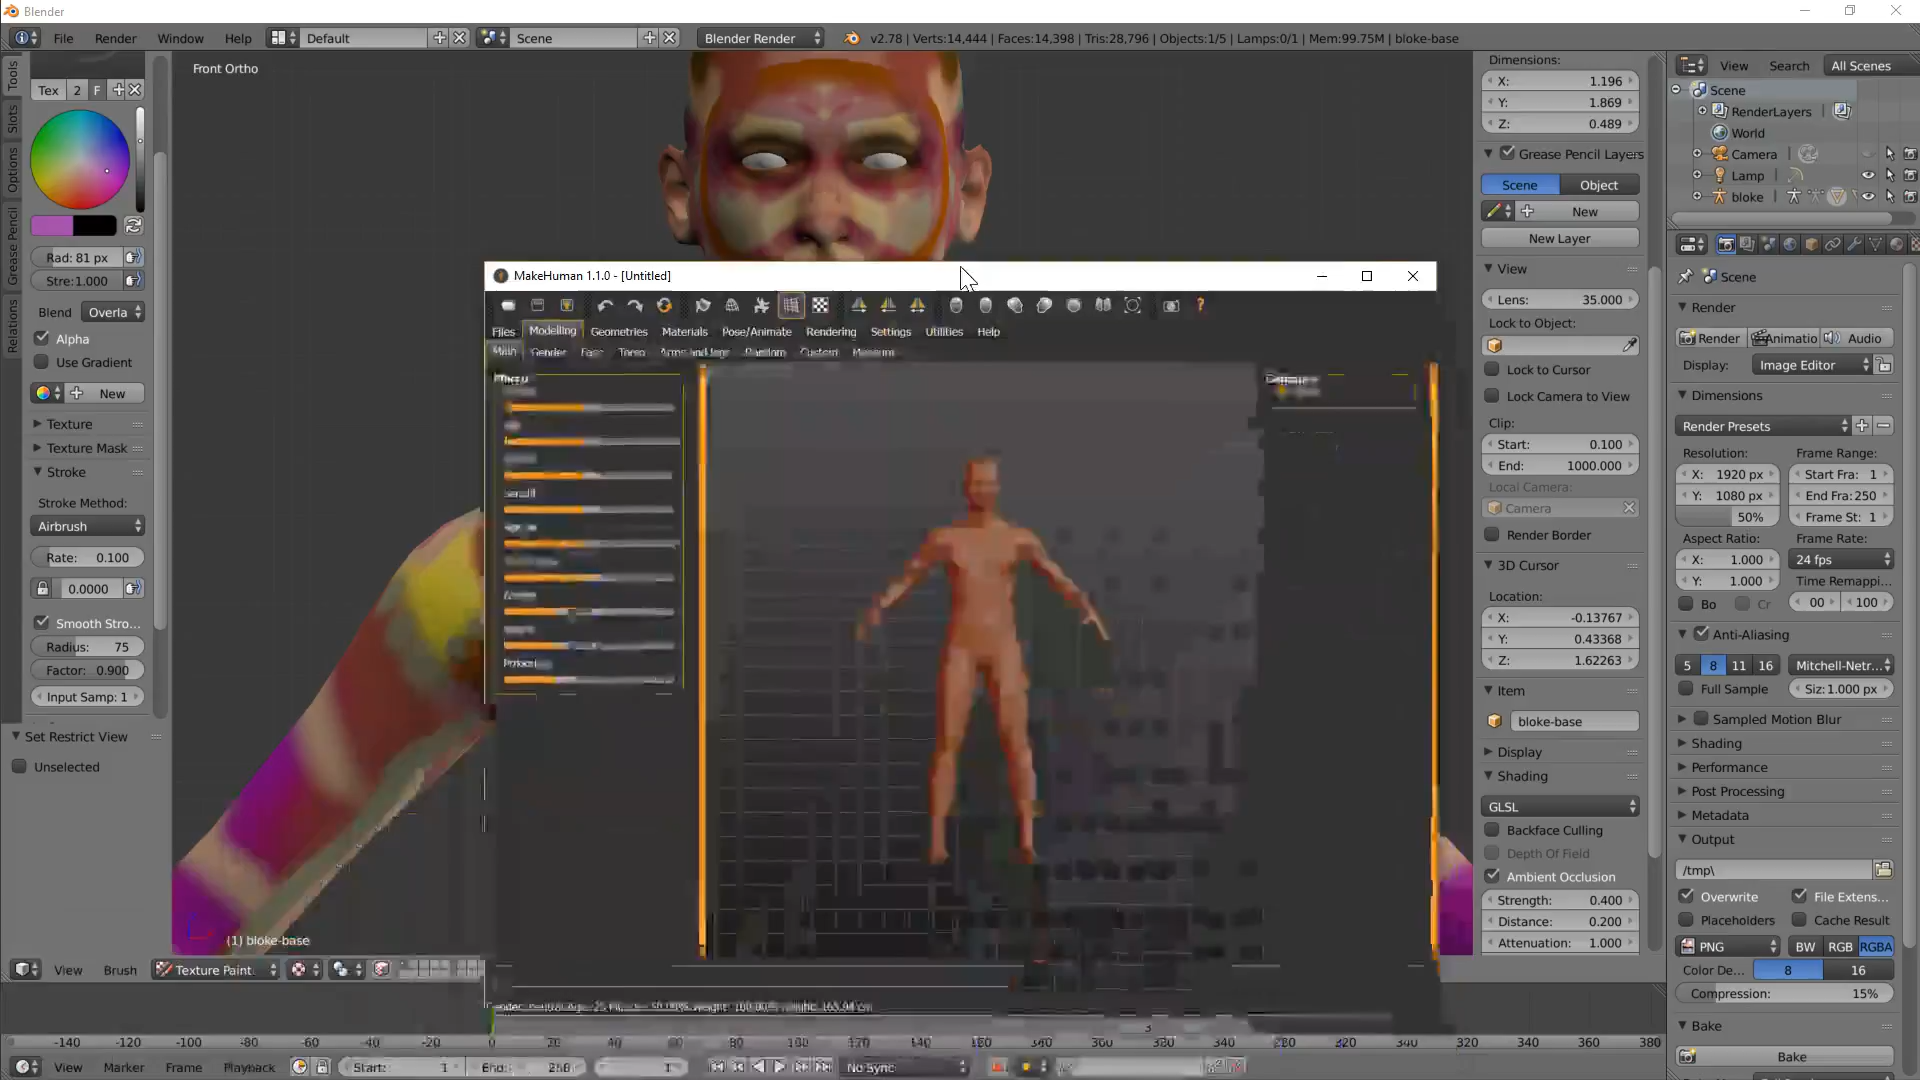 Blender
File Render Window Help Default Scene Blender Render v2.78 | Verts:14,444 | Faces:14,398 | Tris:28,796 | Objects:1/5 | Lamps:0/1 | Mem:99.75M | bloke-base
Tools
Slots
Options
Grease Pencil
Relations
Tex 2 F
Rad: 81 px
Stre:1.000
Blend Overla
Alpha
Use Gradient
New
Texture
Texture Mask
Stroke
Stroke Method:
Airbrush
Rate: 0.100
0.0000
Smooth Stro...
Radius: 75
Factor: 0.900
Input Samp: 1
Set Restrict View
Unselected
Front Ortho
(1) bloke-base
View Brush Texture Paint
MakeHuman 1.1.0 - [Untitled]
Files Modelling Geometries Materials Pose/Animate Rendering Settings Utilities Help
Main Gender Face Torso Arms and legs Random Custom Measure
Dimensions:
X: 1.196
Y: 1.869
Z: 0.489
Grease Pencil Layers
Scene Object
New
New Layer
View
Lens: 35.000
Lock to Object:
Lock to Cursor
Lock Camera to View
Clip:
Start: 0.100
End: 1000.000
Local Camera:
Camera
Render Border
3D Cursor
Location:
X: -0.13767
Y: 0.43368
Z: 1.62263
Item
bloke-base
Display
Shading
GLSL
Backface Culling
Depth Of Field
Ambient Occlusion
Strength: 0.400
Distance: 0.200
Attenuation: 1.000
View Search All Scenes
Scene
RenderLayers
World
Camera
Lamp
bloke
Scene
Render
Render Animatio Audio
Display: Image Editor
Dimensions
Render Presets
Resolution: Frame Range:
X: 1920 px Start Fra: 1
Y: 1080 px End Fra: 250
50% Frame St: 1
Aspect Ratio: Frame Rate:
X: 1.000 24 fps
Y: 1.000 Time Remappi...
Bo Cr 00 100
Anti-Aliasing
5 8 11 16 Mitchell-Netr...
Full Sample Siz: 1.000 px
Sampled Motion Blur
Shading
Performance
Post Processing
Metadata
Output
/tmp\
Overwrite File Extens...
Placeholders Cache Result
PNG BW RGB RGBA
Color De... 8 16
Compression: 15%
Bake
Bake
-140 -120 -100 -80 -60 -40 -20 0 20 40 60 80 100 120 140
300 320 340 320 340 360 380
View Marker Frame Playback Start: 1 End: 250 1 No Sync